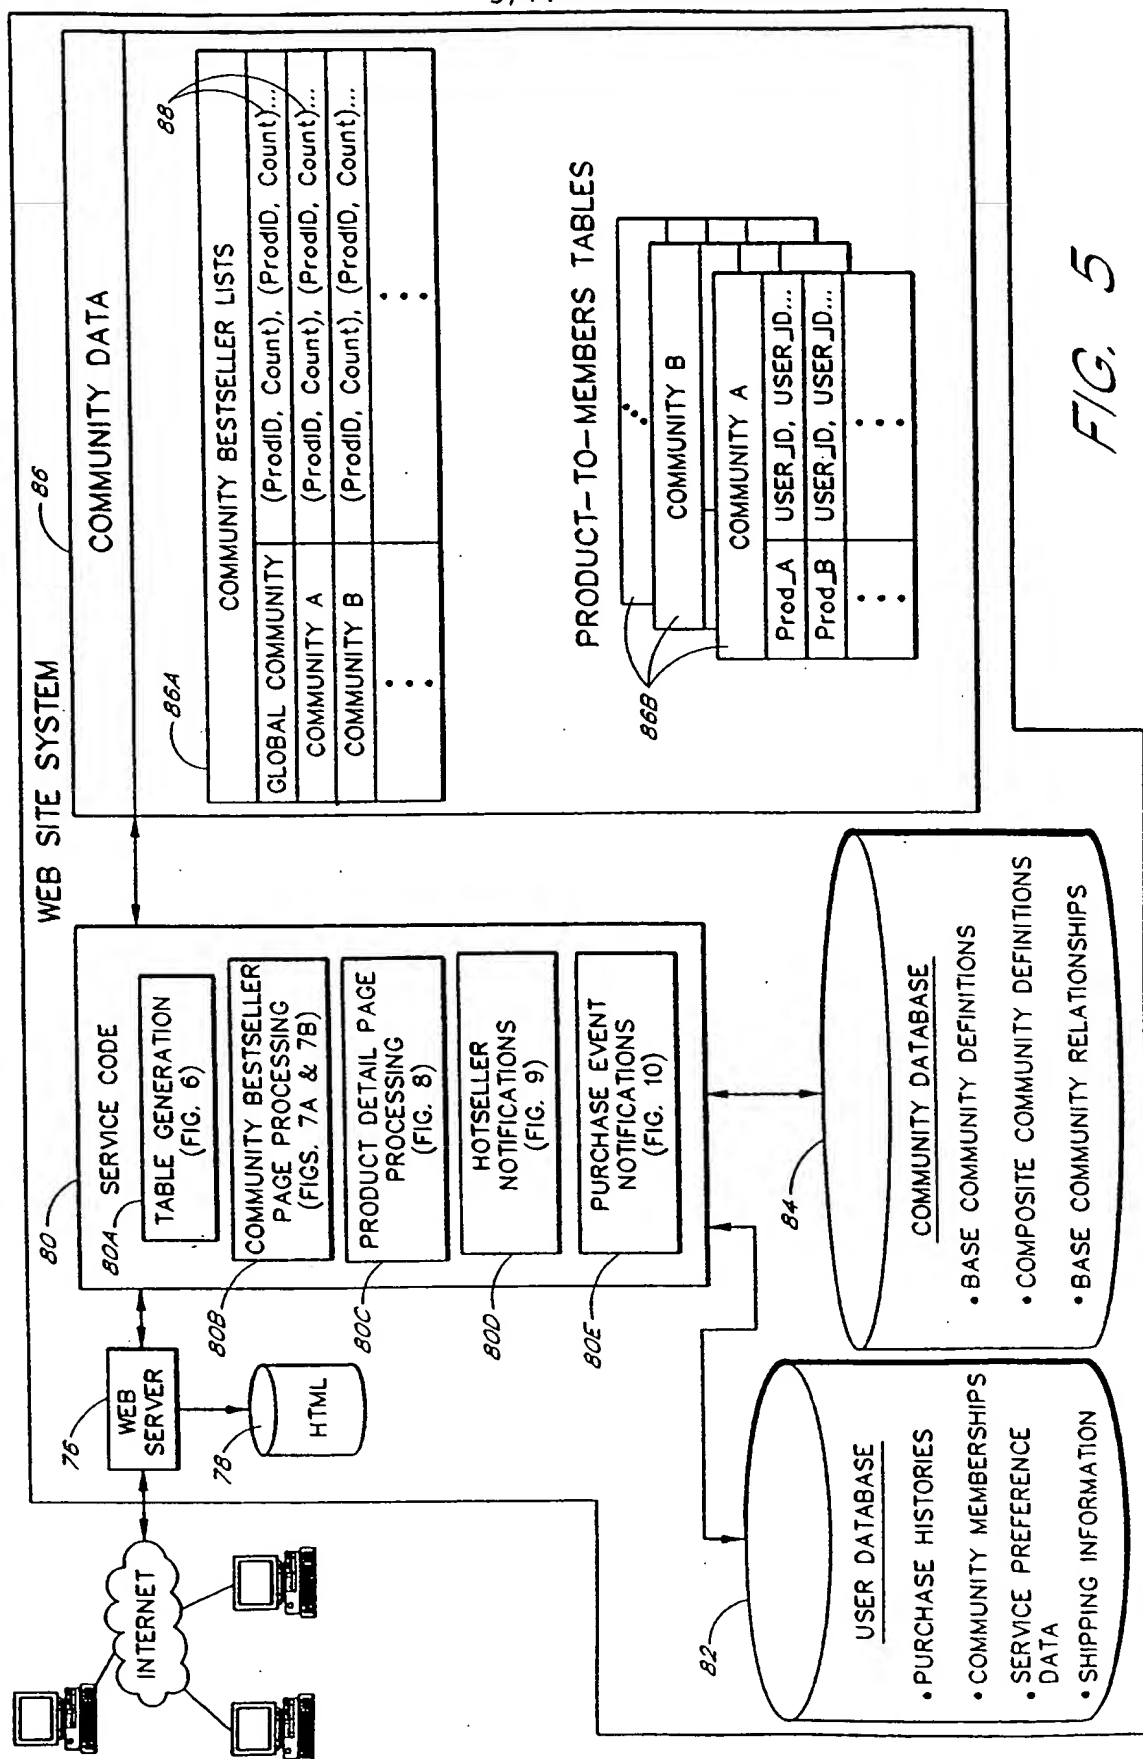 WEB SITE SYSTEM
INTERNET
76
WEB
SERVER
78
HTML
80
SERVICE CODE
80A
TABLE GENERATION
(FIG. 6)
80B
COMMUNITY BESTSELLER
PAGE PROCESSING
(FIGS. 7A & 7B)
80C
PRODUCT DETAIL PAGE
PROCESSING
(FIG. 8)
80D
HOTSELLER
NOTIFICATIONS
(FIG. 9)
80E
PURCHASE EVENT
NOTIFICATIONS
(FIG. 10)
82
USER DATABASE
• PURCHASE HISTORIES
• COMMUNITY MEMBERSHIPS
• SERVICE PREFERENCE
DATA
• SHIPPING INFORMATION
84
COMMUNITY DATABASE
• BASE COMMUNITY DEFINITIONS
• COMPOSITE COMMUNITY DEFINITIONS
• BASE COMMUNITY RELATIONSHIPS
86
COMMUNITY DATA
86A
88
COMMUNITY BESTSELLER LISTS
GLOBAL COMMUNITY (ProdID, Count), (ProdID, Count)...
COMMUNITY A (ProdID, Count), (ProdID, Count)...
COMMUNITY B (ProdID, Count), (ProdID, Count)...
PRODUCT-TO-MEMBERS TABLES
86B
COMMUNITY B
COMMUNITY A
Prod_A USER_ID, USER_ID...
Prod_B USER_ID, USER_ID...
FIG. 5